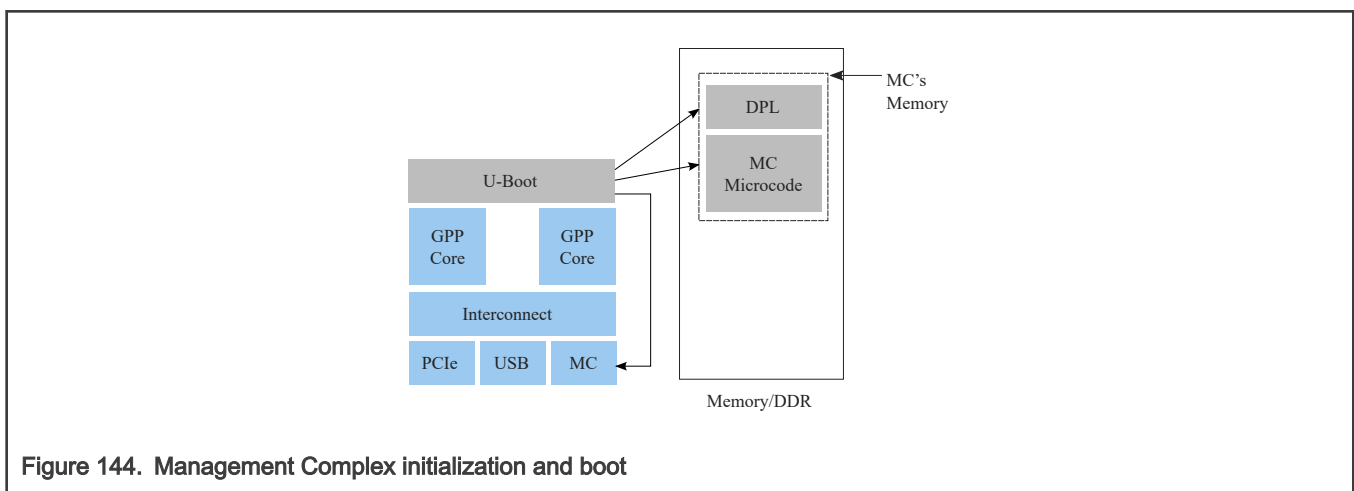 MC's
Memory
DPL
MC
Microcode
U-Boot
GPP
Core
GPP
Core
Interconnect
PCIe
USB
MC
Memory/DDR
Figure 144. Management Complex initialization and boot